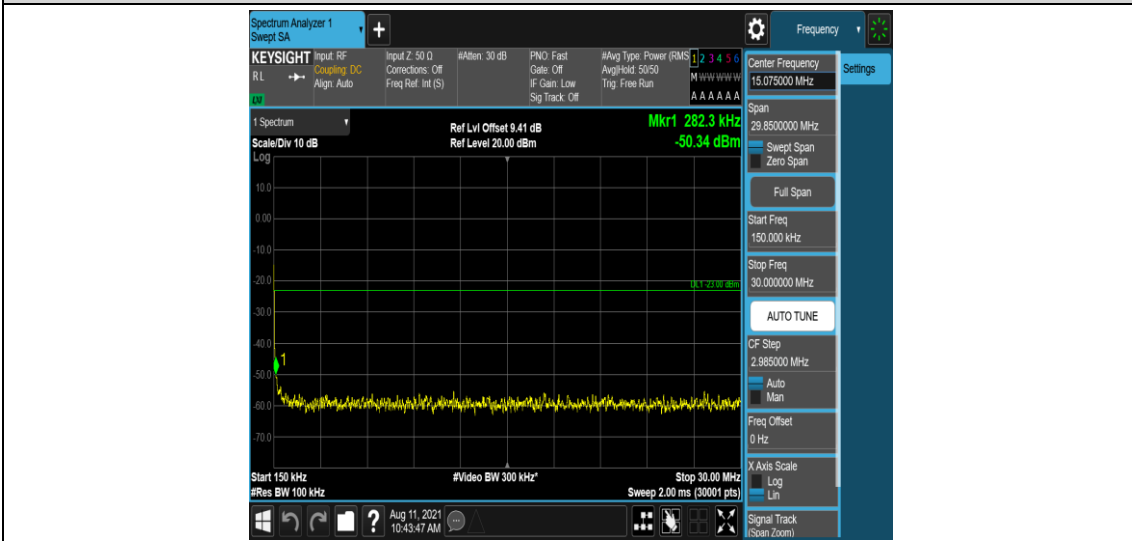 Spectrum Analyzer 1
Swept SA
+
Frequency
KEYSIGHT
RL
LNI
Input: RF
Coupling: DC
Align: Auto
Input Z: 50 Ω
Corrections: Off
Freq Ref: Int (S)
#Atten: 30 dB
PNO: Fast
Gate: Off
IF Gain: Low
Sig Track: Off
#Avg Type: Power (RMS
Avg|Hold: 50/50
Trig: Free Run
1 2 3 4 5 6
M W W W W W
A A A A A A
1 Spectrum
Scale/Div 10 dB
Ref Lvl Offset 9.41 dB
Ref Level 20.00 dBm
Mkr1 282.3 kHz
-50.34 dBm
Log
10.0
0.00
-10.0
-20.0
-30.0
-40.0
-50.0
-60.0
-70.0
DL1 -23.00 dBm
1
Start 150 kHz
#Res BW 100 kHz
#Video BW 300 kHz*
Stop 30.00 MHz
Sweep 2.00 ms (30001 pts)
Center Frequency
15.075000 MHz
Settings
Span
29.8500000 MHz
Swept Span
Zero Span
Full Span
Start Freq
150.000 kHz
Stop Freq
30.000000 MHz
AUTO TUNE
CF Step
2.985000 MHz
Auto
Man
Freq Offset
0 Hz
X Axis Scale
Log
Lin
Signal Track
(Span Zoom)
?
Aug 11, 2021
10:43:47 AM